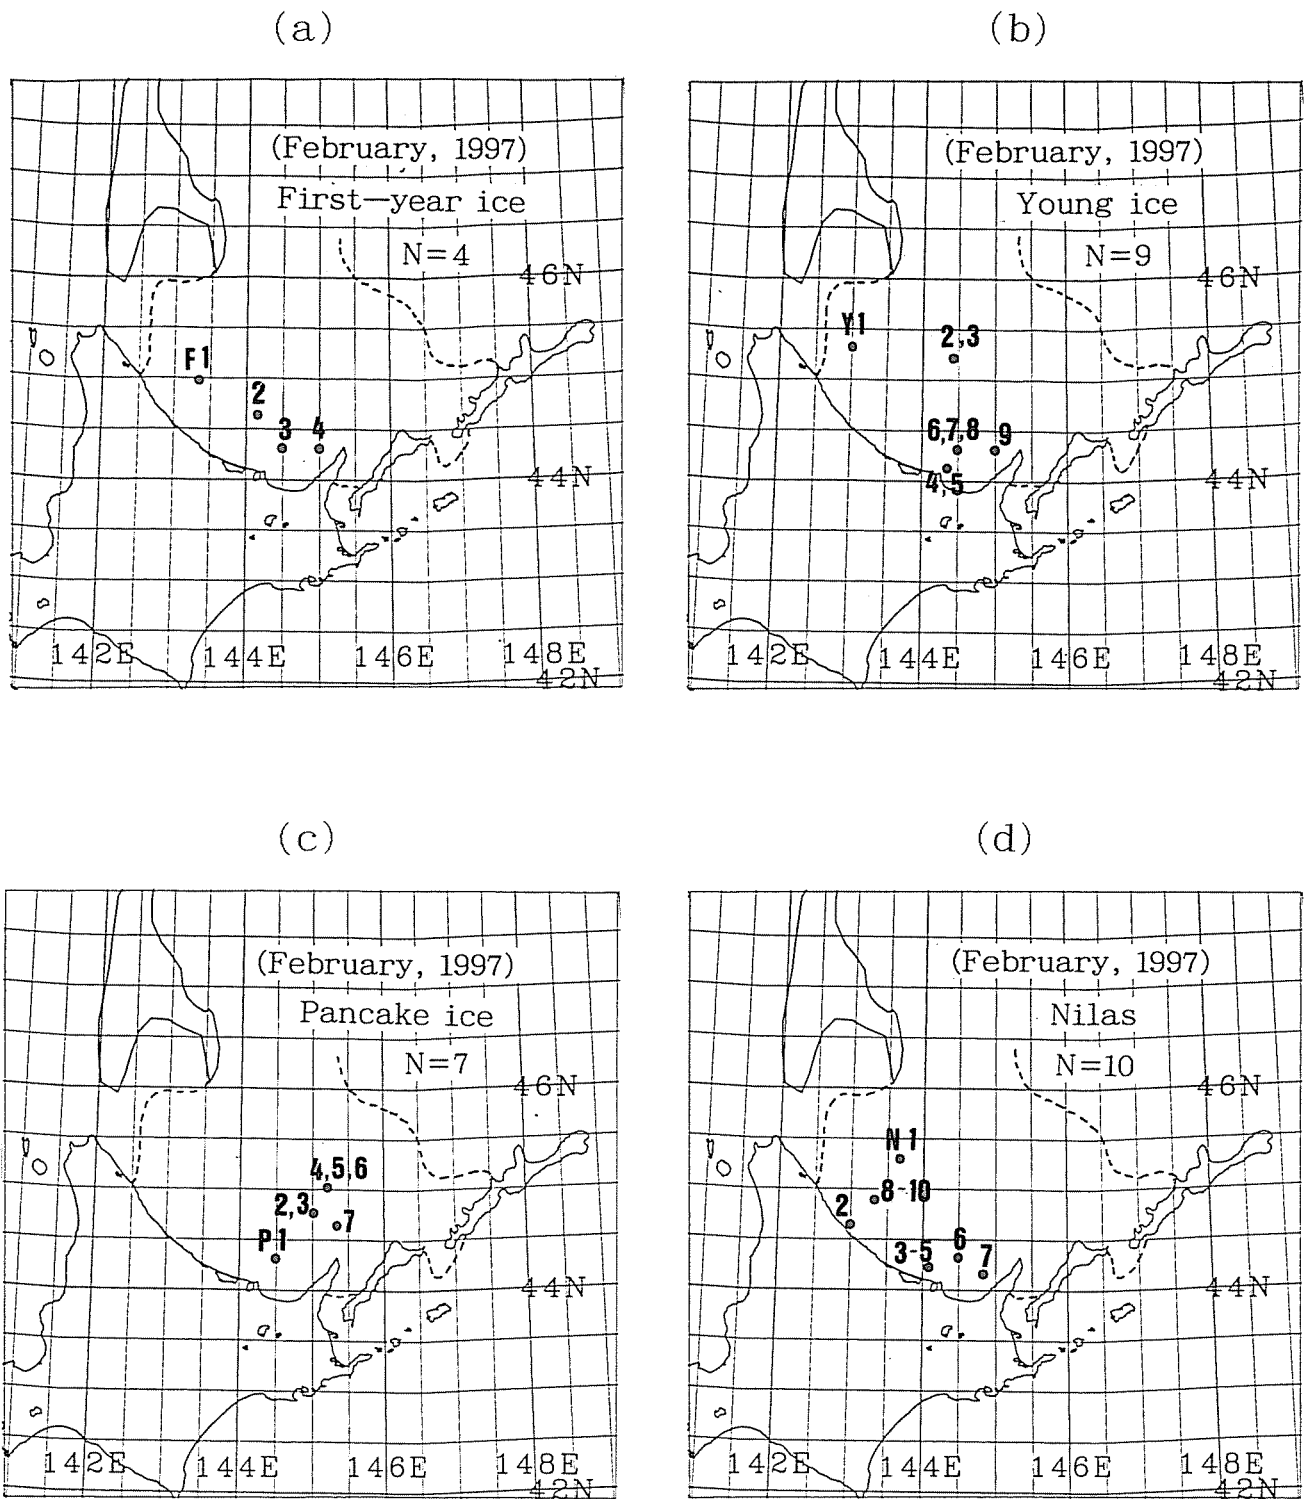 (a)
(February, 1997)
First—year ice
N=4
46N
F1
2
3
4
44N
142E
144E
146E
148E
42N
(b)
(February, 1997)
Young ice
N=9
46N
Y1
2,3
6,7,8
9
4,5
44N
142E
144E
146E
148E
42N
(c)
(February, 1997)
Pancake ice
N=7
46N
4,5,6
2,3
7
P1
44N
142E
144E
146E
148E
42N
(d)
(February, 1997)
Nilas
N=10
46N
N1
8-10
2
6
3-5
7
44N
142E
144E
146E
148E
42N